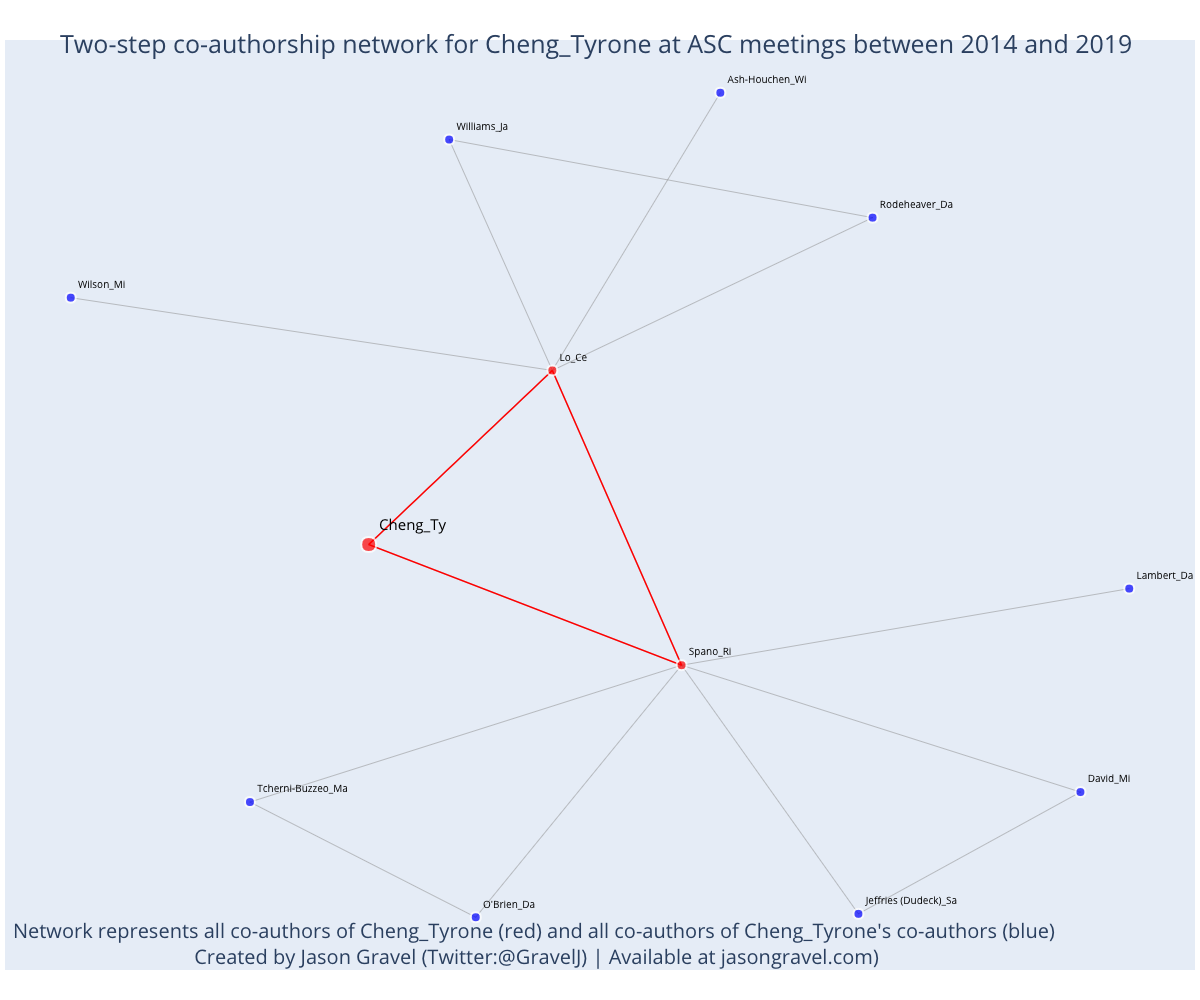 Two-step co-authorship network for Cheng_Tyrone at ASC meetings between 2014 and 2019
Ash-Houchen_Wi
Williams_Ja
Rodeheaver_Da
Wilson_Mi
Lo_Ce
Cheng_Ty
Lambert_Da
Spano_Ri
David_Mi
Tcherni-Buzzeo_Ma
Jeffries (Dudeck)_Sa
O'Brien_Da
Network represents all co-authors of Cheng_Tyrone (red) and all co-authors of Cheng_Tyrone's co-authors (blue)
Created by Jason Gravel (Twitter:@GravelJ) | Available at jasongravel.com)